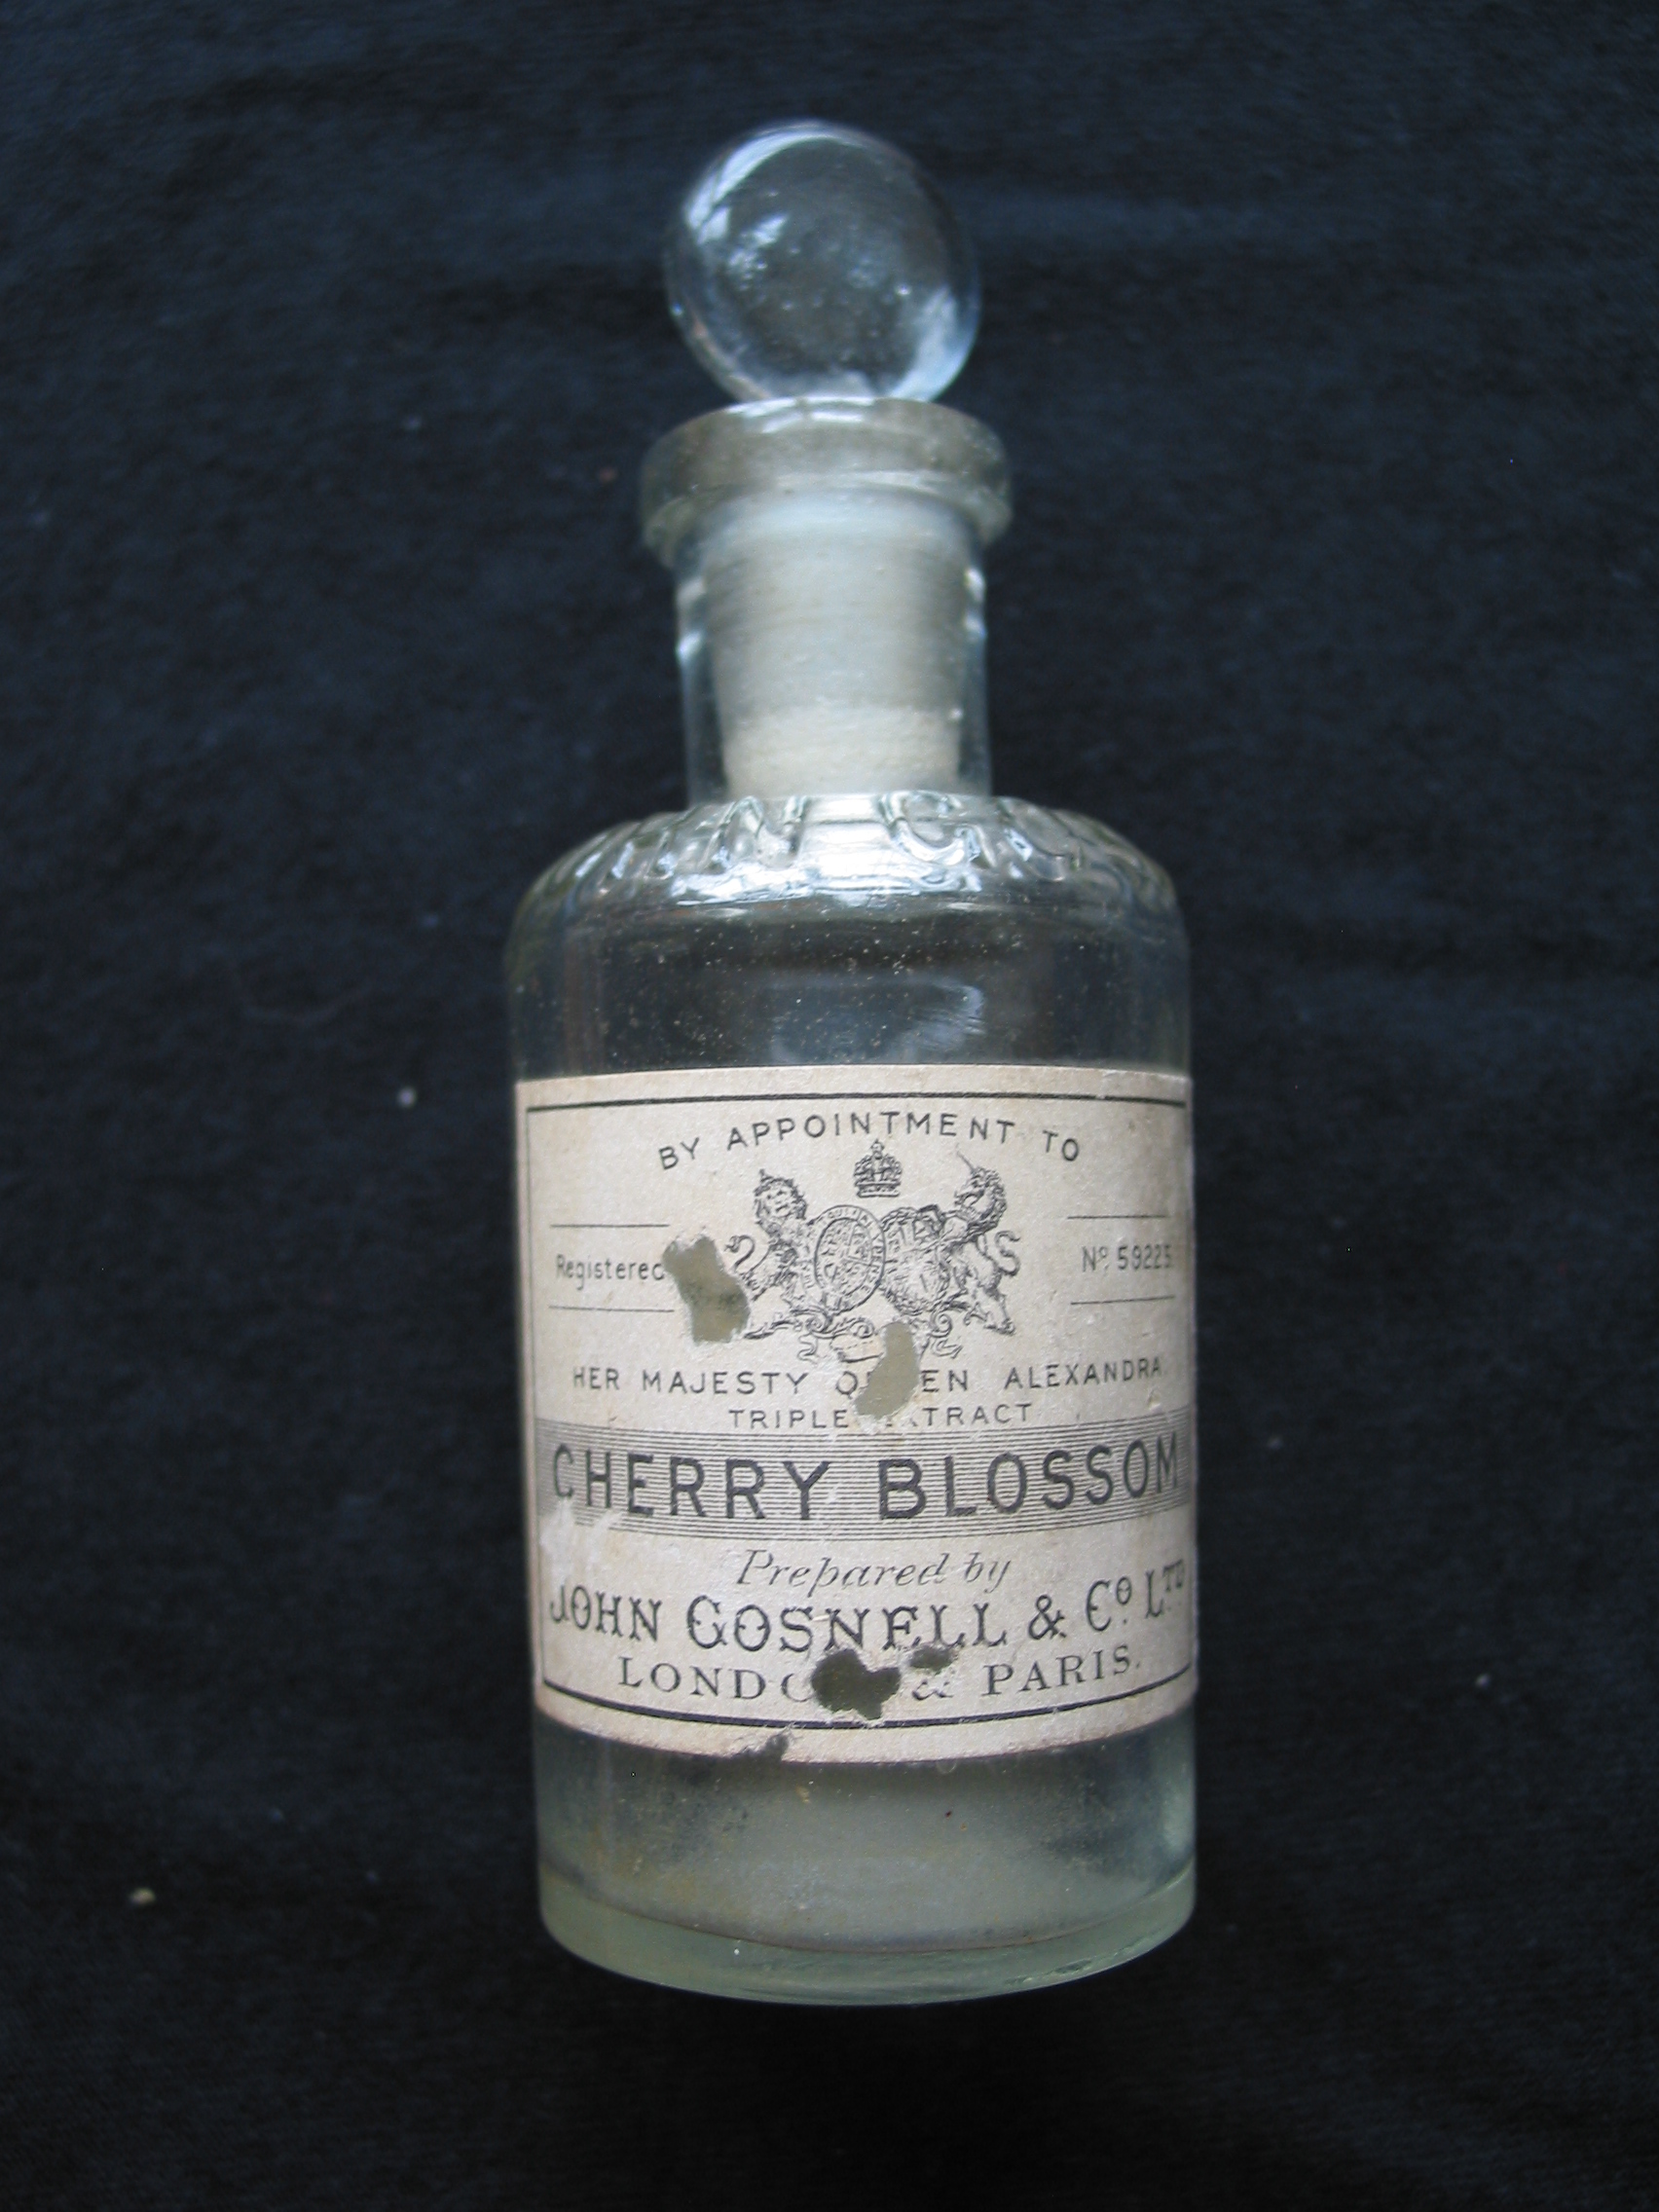 BY APPOINTMENT TO
Registered
Nº 59225
HER MAJESTY ALEXANDRA
TRIPLE
CHERRY BLOSSOM
Prepared by
JOHN GOSNELL & Cº LTD
& PARIS.